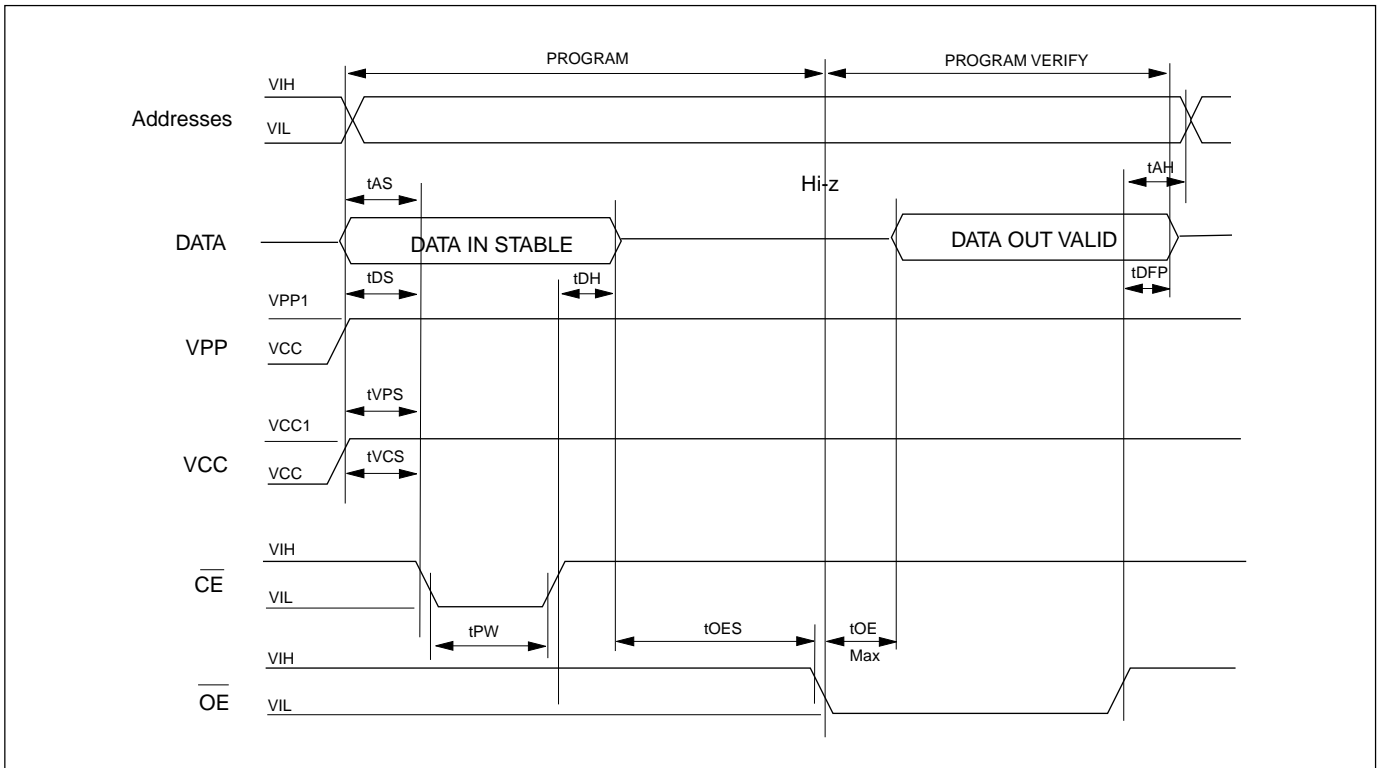 PROGRAM
PROGRAM VERIFY
VIH
Addresses
VIL
tAS
Hi-z
tAH
DATA
DATA IN STABLE
DATA OUT VALID
tDS
tDH
tDFP
VPP1
VPP
VCC
tVPS
VCC1
VCC
VCC
tVCS
VIH
CE
VIL
tPW
tOES
tOE
Max
VIH
OE
VIL